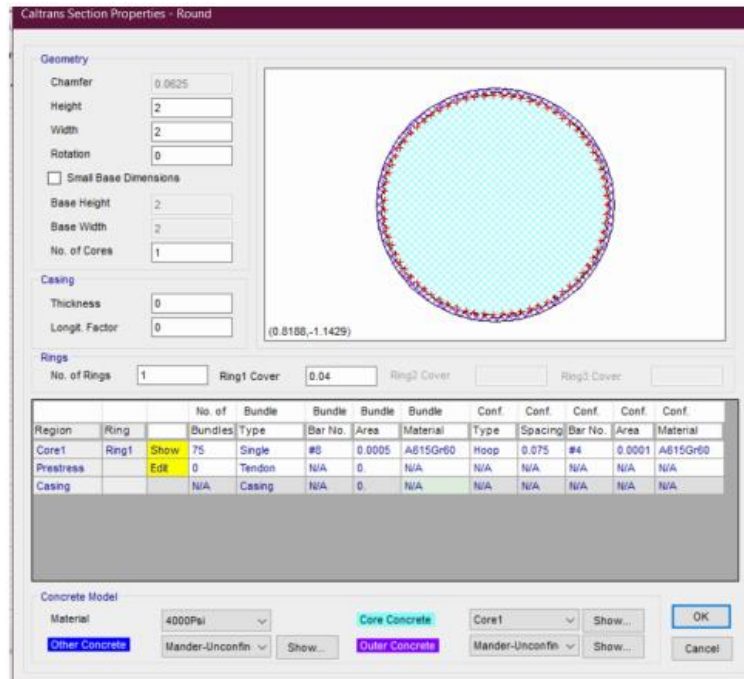 Caltrans Section Properties - Round
Geometry
Chamfer 0.0625
Height 2
Width 2
Rotation 0
Small Base Dimensions
Base Height 2
Base Width 2
No. of Cores 1
Casing
Thickness 0
Longit. Factor 0
(0.8188,-1.1429)
Rings
No. of Rings 1 Ring1 Cover 0.04 Ring2 Cover Ring3 Cover
No. of Bundle Bundle Bundle Bundle Conf. Conf. Conf. Conf. Conf.
Region Ring Bundles Type Bar No. Area Material Type Spacing Bar No. Area Material
Core1 Ring1 Show 75 Single #8 0.0005 A615Gr60 Hoop 0.075 #4 0.0001 A615Gr60
Prestress Edit 0 Tendon N/A 0. N/A N/A N/A N/A N/A N/A
Casing N/A Casing N/A 0. N/A N/A N/A N/A N/A N/A
Concrete Model
Material 4000Psi Core Concrete Core1 Show... OK
Other Concrete Mander-Unconfin Show... Outer Concrete Mander-Unconfin Show... Cancel